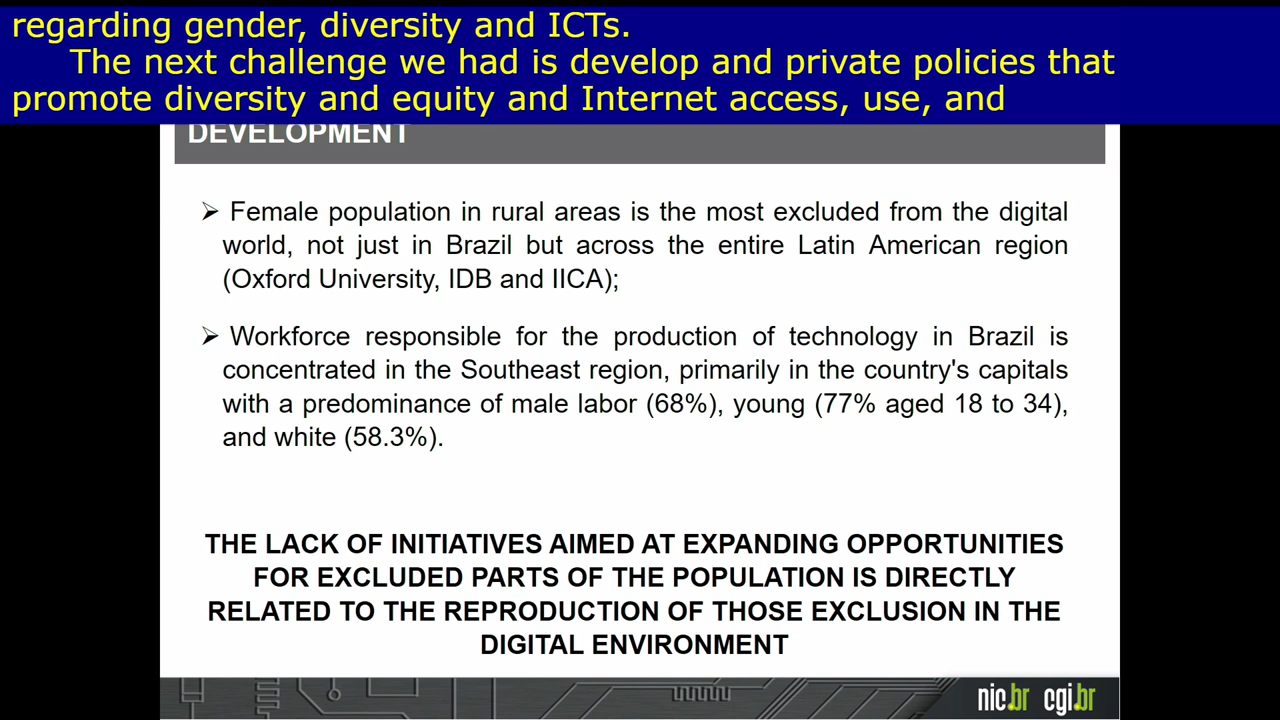 regarding gender, diversity and ICTs.
The next challenge we had is develop and private policies that
promote diversity and equity and Internet access, use, and
DEVELOPMENT
➢ Female population in rural areas is the most excluded from the digital
world, not just in Brazil but across the entire Latin American region
(Oxford University, IDB and IICA);
➢ Workforce responsible for the production of technology in Brazil is
concentrated in the Southeast region, primarily in the country's capitals
with a predominance of male labor (68%), young (77% aged 18 to 34),
and white (58.3%).
THE LACK OF INITIATIVES AIMED AT EXPANDING OPPORTUNITIES
FOR EXCLUDED PARTS OF THE POPULATION IS DIRECTLY
RELATED TO THE REPRODUCTION OF THOSE EXCLUSION IN THE
DIGITAL ENVIRONMENT
nic.br cgi.br